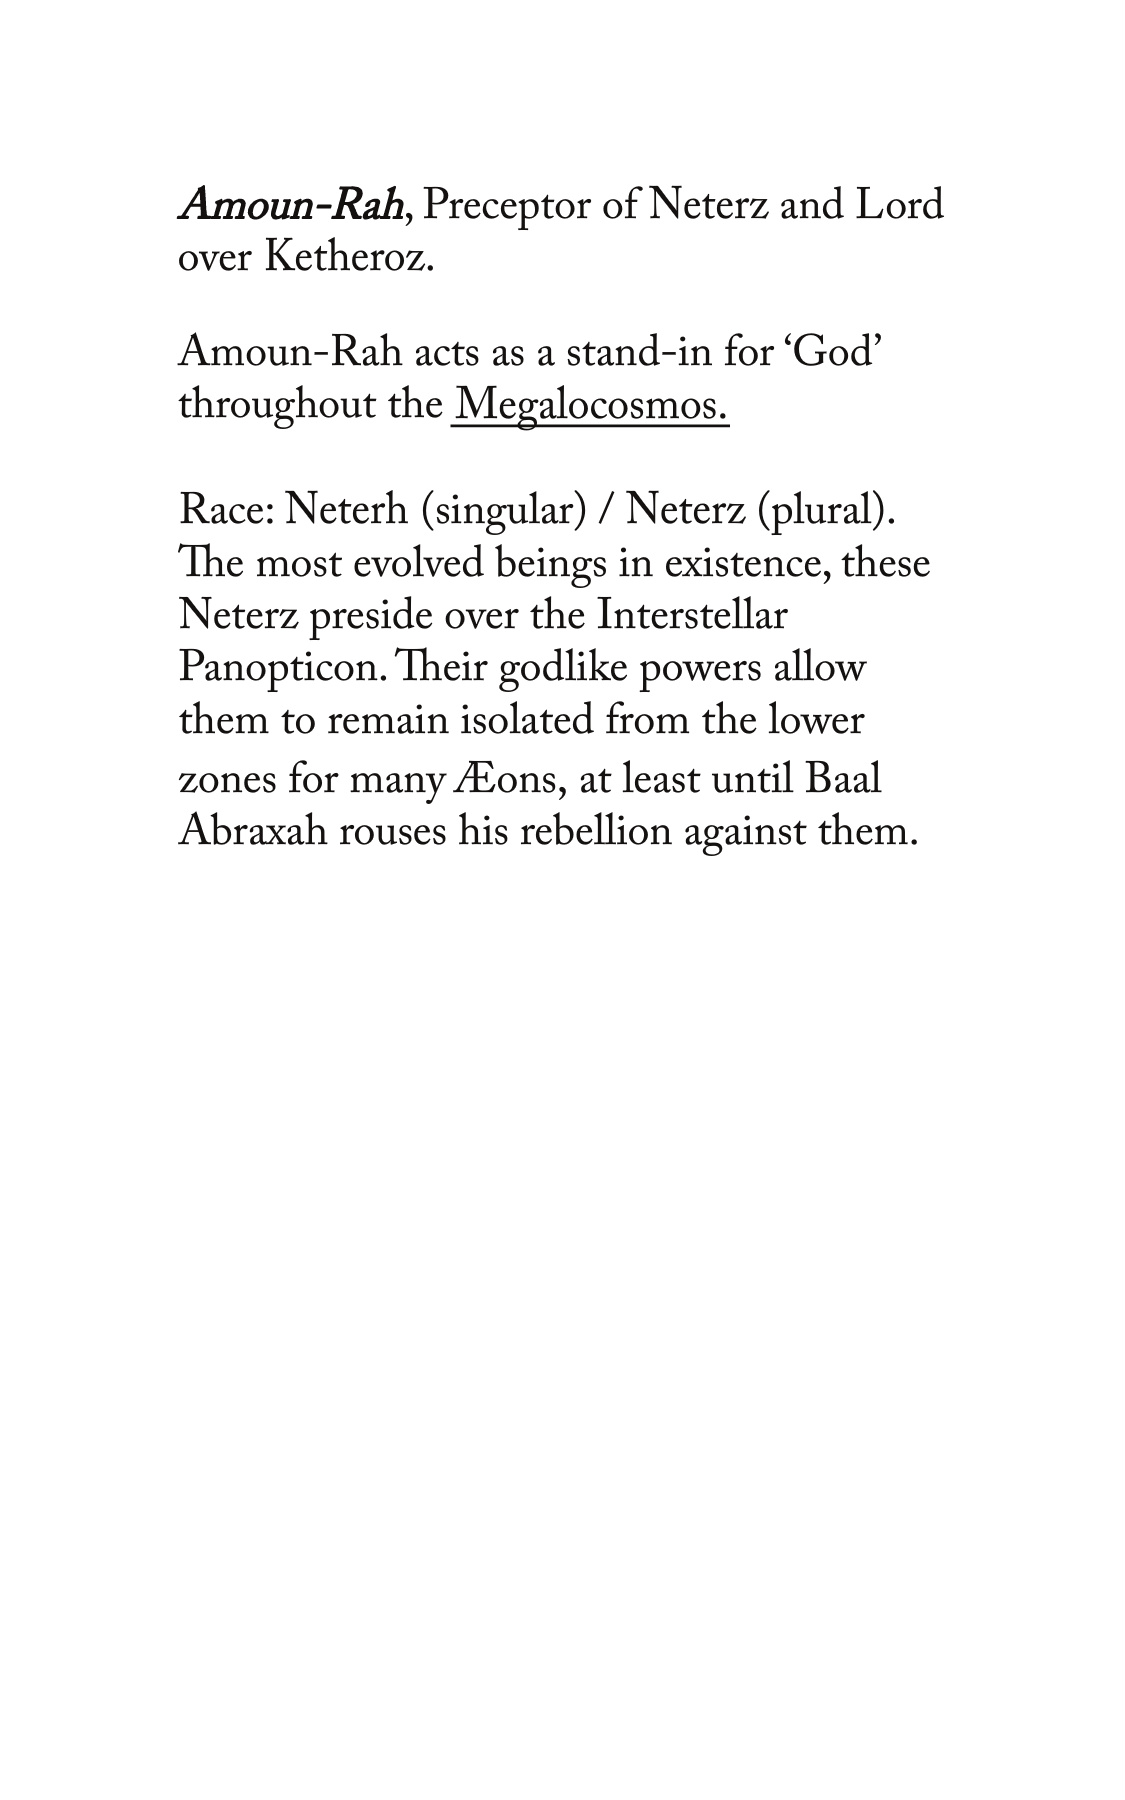 Amoun-Rah, Preceptor of Neterz and Lord
over Ketheroz.
Amoun-Rah acts as a stand-in for ‘God’
throughout the Megalocosmos.
Race: Neterh (singular) / Neterz (plural).
The most evolved beings in existence, these
Neterz preside over the Interstellar
Panopticon. Their godlike powers allow
them to remain isolated from the lower
zones for many Æons, at least until Baal
Abraxah rouses his rebellion against them.